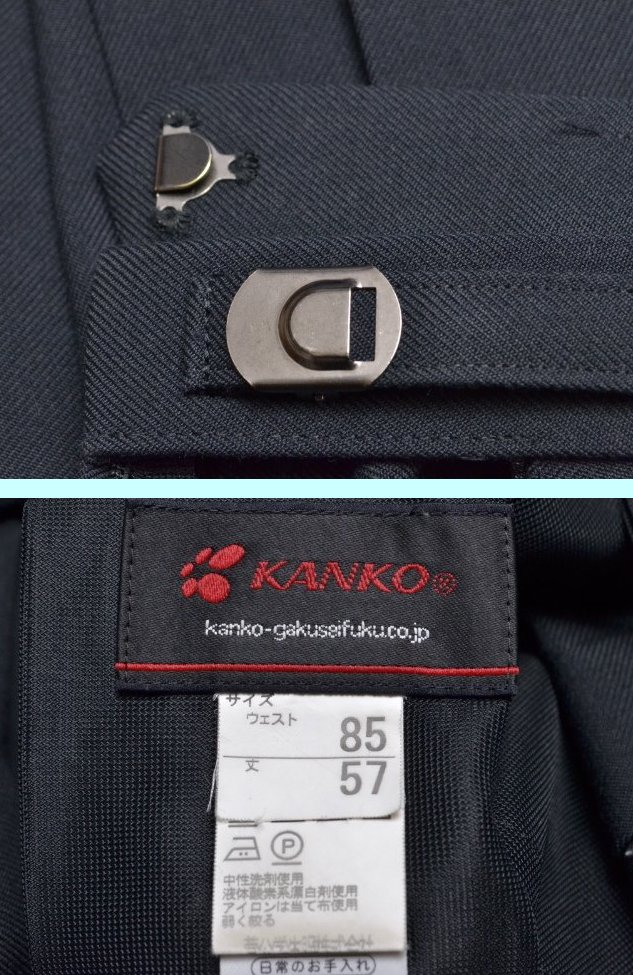 KANKO®
kanko-gakuseifuku.co.jp
サイズ
ウェスト
85
丈
57
P
中性洗剤使用
液体酸素系漂白剤使用
アイロンは当て布使用
弱く絞る
日常のお手入れ